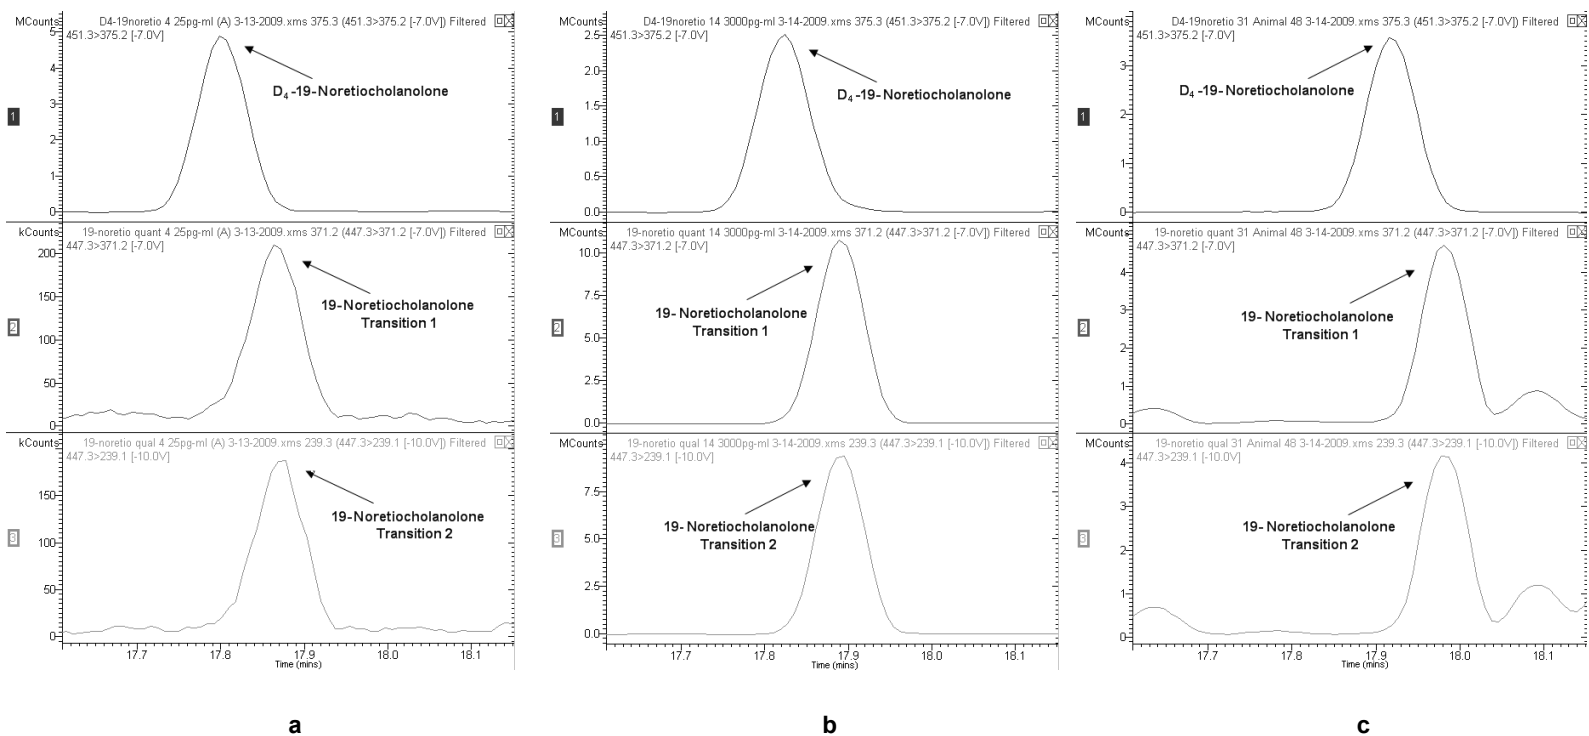 MCounts D4-19noretio 4 25pg-ml (A) 3-13-2009.xms 375.3 (451.3>375.2 [-7.0V]) Filtered
451.3>375.2 [-7.0V]
5
4
3
2
1
0
1
D4-19-Noretiocholanolone
kCounts 19-noretio quant 4 25pg-ml (A) 3-13-2009.xms 371.2 (447.3>371.2 [-7.0V]) Filtered
447.3>371.2 [-7.0V]
200
150
100
50
0
2
19-Noretiocholanolone
Transition 1
kCounts 19-noretio qual 4 25pg-ml (A) 3-13-2009.xms 239.3 (447.3>239.1 [-10.0V]) Filtered
447.3>239.1 [-10.0V]
150
100
50
0
3
19-Noretiocholanolone
Transition 2
17.7 17.8 17.9 18.0 18.1
Time (mins)
a
MCounts D4-19noretio 14 3000pg-ml 3-14-2009.xms 375.3 (451.3>375.2 [-7.0V]) Filtered
451.3>375.2 [-7.0V]
2.5
2.0
1.5
1.0
0.5
0.0
1
D4-19-Noretiocholanolone
MCounts 19-noretio quant 14 3000pg-ml 3-14-2009.xms 371.2 (447.3>371.2 [-7.0V]) Filtered
447.3>371.2 [-7.0V]
10.0
7.5
5.0
2.5
0.0
2
19- Noretiocholanolone
Transition 1
MCounts 19-noretio qual 14 3000pg-ml 3-14-2009.xms 239.3 (447.3>239.1 [-10.0V]) Filtered
447.3>239.1 [-10.0V]
7.5
5.0
2.5
0.0
3
19- Noretiocholanolone
Transition 2
17.7 17.8 17.9 18.0 18.1
Time (mins)
b
MCounts D4-19noretio 31 Animal 48 3-14-2009.xms 375.3 (451.3>375.2 [-7.0V]) Filtered
451.3>375.2 [-7.0V]
3
2
1
0
1
D4-19-Noretiocholanolone
MCounts 19-noretio quant 31 Animal 48 3-14-2009.xms 371.2 (447.3>371.2 [-7.0V]) Filtered
447.3>371.2 [-7.0V]
4
3
2
1
0
2
19- Noretiocholanolone
Transition 1
MCounts 19-noretio qual 31 Animal 48 3-14-2009.xms 239.3 (447.3>239.1 [-10.0V]) Filtered
447.3>239.1 [-10.0V]
4
3
2
1
0
3
19- Noretiocholanolone
Transition 2
17.7 17.8 17.9 18.0 18.1
Time (mins)
c